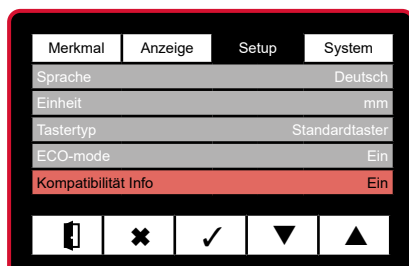 Merkmal Anzeige Setup System
Sprache Deutsch
Einheit mm
Tastertyp Standardtaster
ECO-mode Ein
Kompatibilität Info Ein